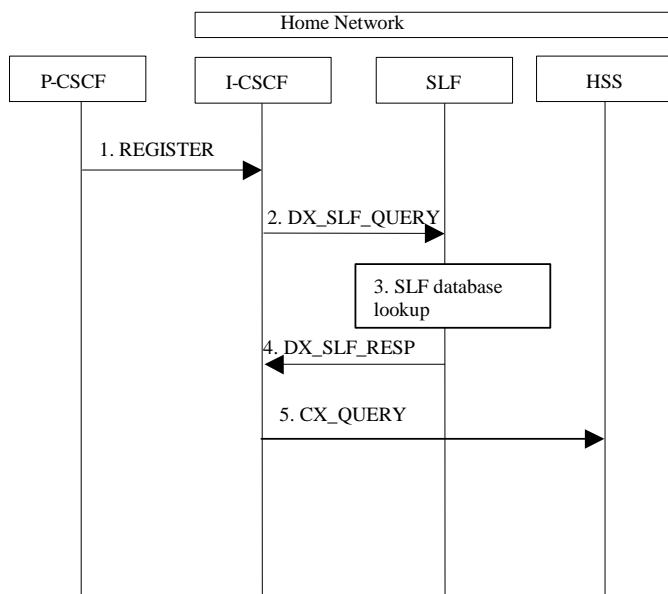 Home Network
P-CSCF
I-CSCF
SLF
HSS
1. REGISTER
2. DX_SLF_QUERY
3. SLF database
lookup
4. DX_SLF_RESP
5. CX_QUERY